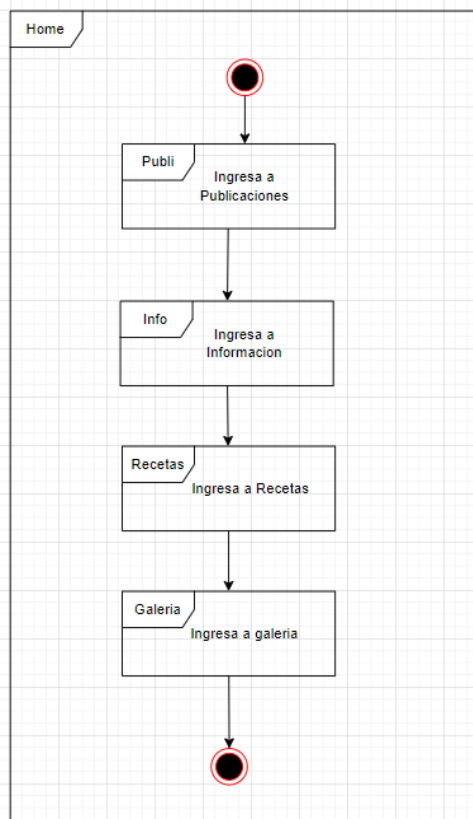 Home
Publi
Ingresa a
Publicaciones
Info
Ingresa a
Informacion
Recetas
Ingresa a Recetas
Galeria
Ingresa a galeria